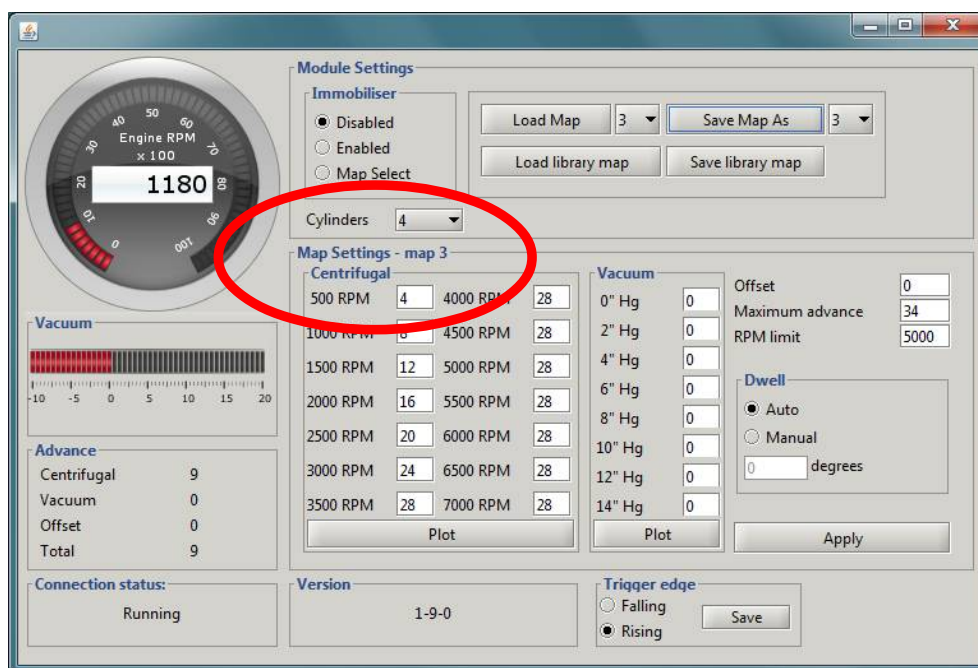 Module Settings
Immobiliser
Disabled
Enabled
Map Select
Load Map 3 Save Map As 3
Load library map Save library map
Cylinders 4
0 10 20 30 40 50 60 70 80 90 100
Engine RPM
x 100
1180
Vacuum
-10 -5 0 5 10 15 20
Advance
Centrifugal 9
Vacuum 0
Offset 0
Total 9
Map Settings - map 3
Centrifugal
500 RPM 4 4000 RPM 28
1000 RPM 8 4500 RPM 28
1500 RPM 12 5000 RPM 28
2000 RPM 16 5500 RPM 28
2500 RPM 20 6000 RPM 28
3000 RPM 24 6500 RPM 28
3500 RPM 28 7000 RPM 28
Plot
Vacuum
0" Hg 0
2" Hg 0
4" Hg 0
6" Hg 0
8" Hg 0
10" Hg 0
12" Hg 0
14" Hg 0
Plot
Offset 0
Maximum advance 34
RPM limit 5000
Dwell
Auto
Manual
0 degrees
Apply
Connection status:
Running
Version
1-9-0
Trigger edge
Falling
Rising
Save